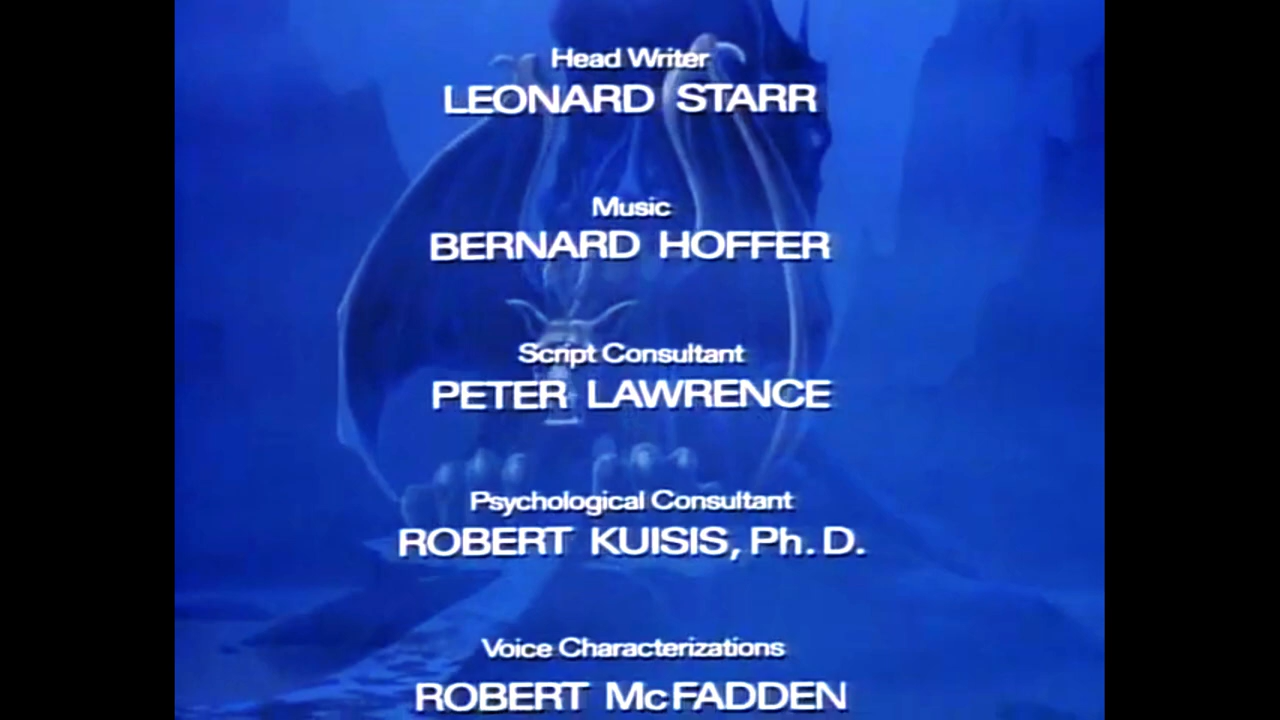 Head Writer
LEONARD STARR
Music
BERNARD HOFFER
Script Consultant
PETER LAWRENCE
Psychological Consultant
ROBERT KUISIS, Ph. D.
Voice Characterizations
ROBERT McFADDEN